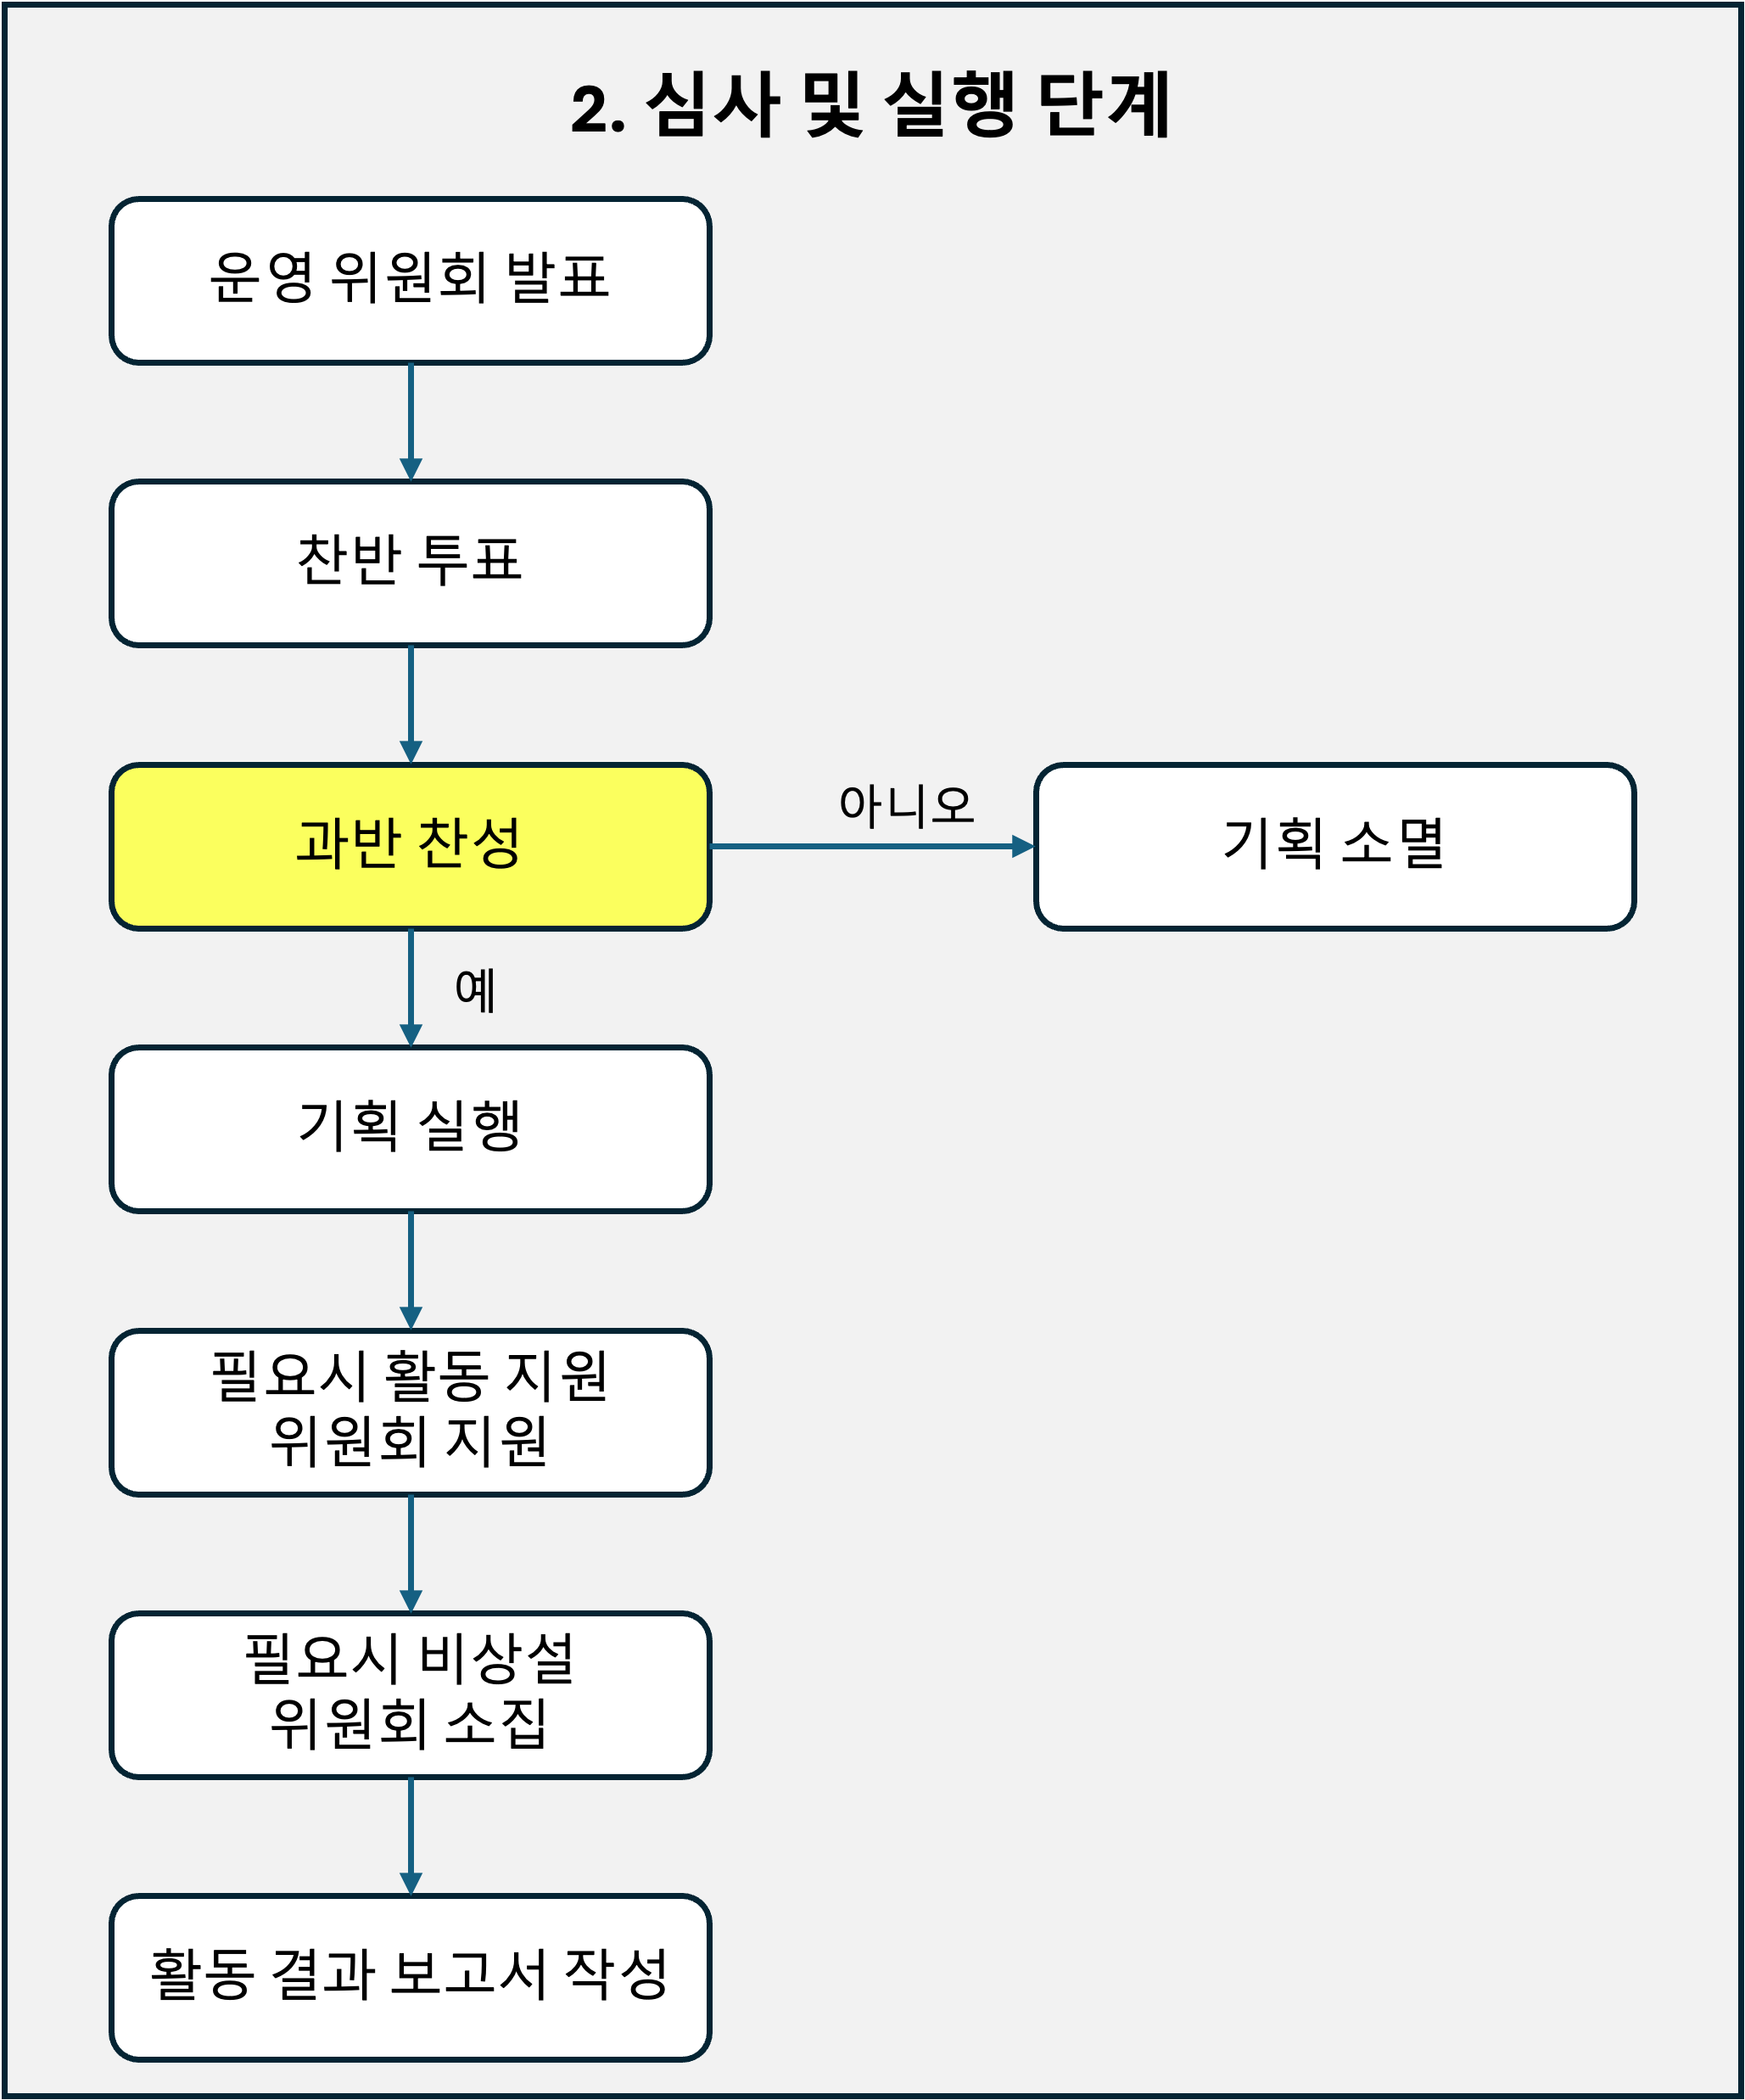 2. 심사 및 실행 단계
운영 위원회 발표
찬반 투표
과반 찬성
아니오
기획 소멸
예
기획 실행
필요시 활동 지원
위원회 지원
필요시 비상설
위원회 소집
활동 결과 보고서 작성